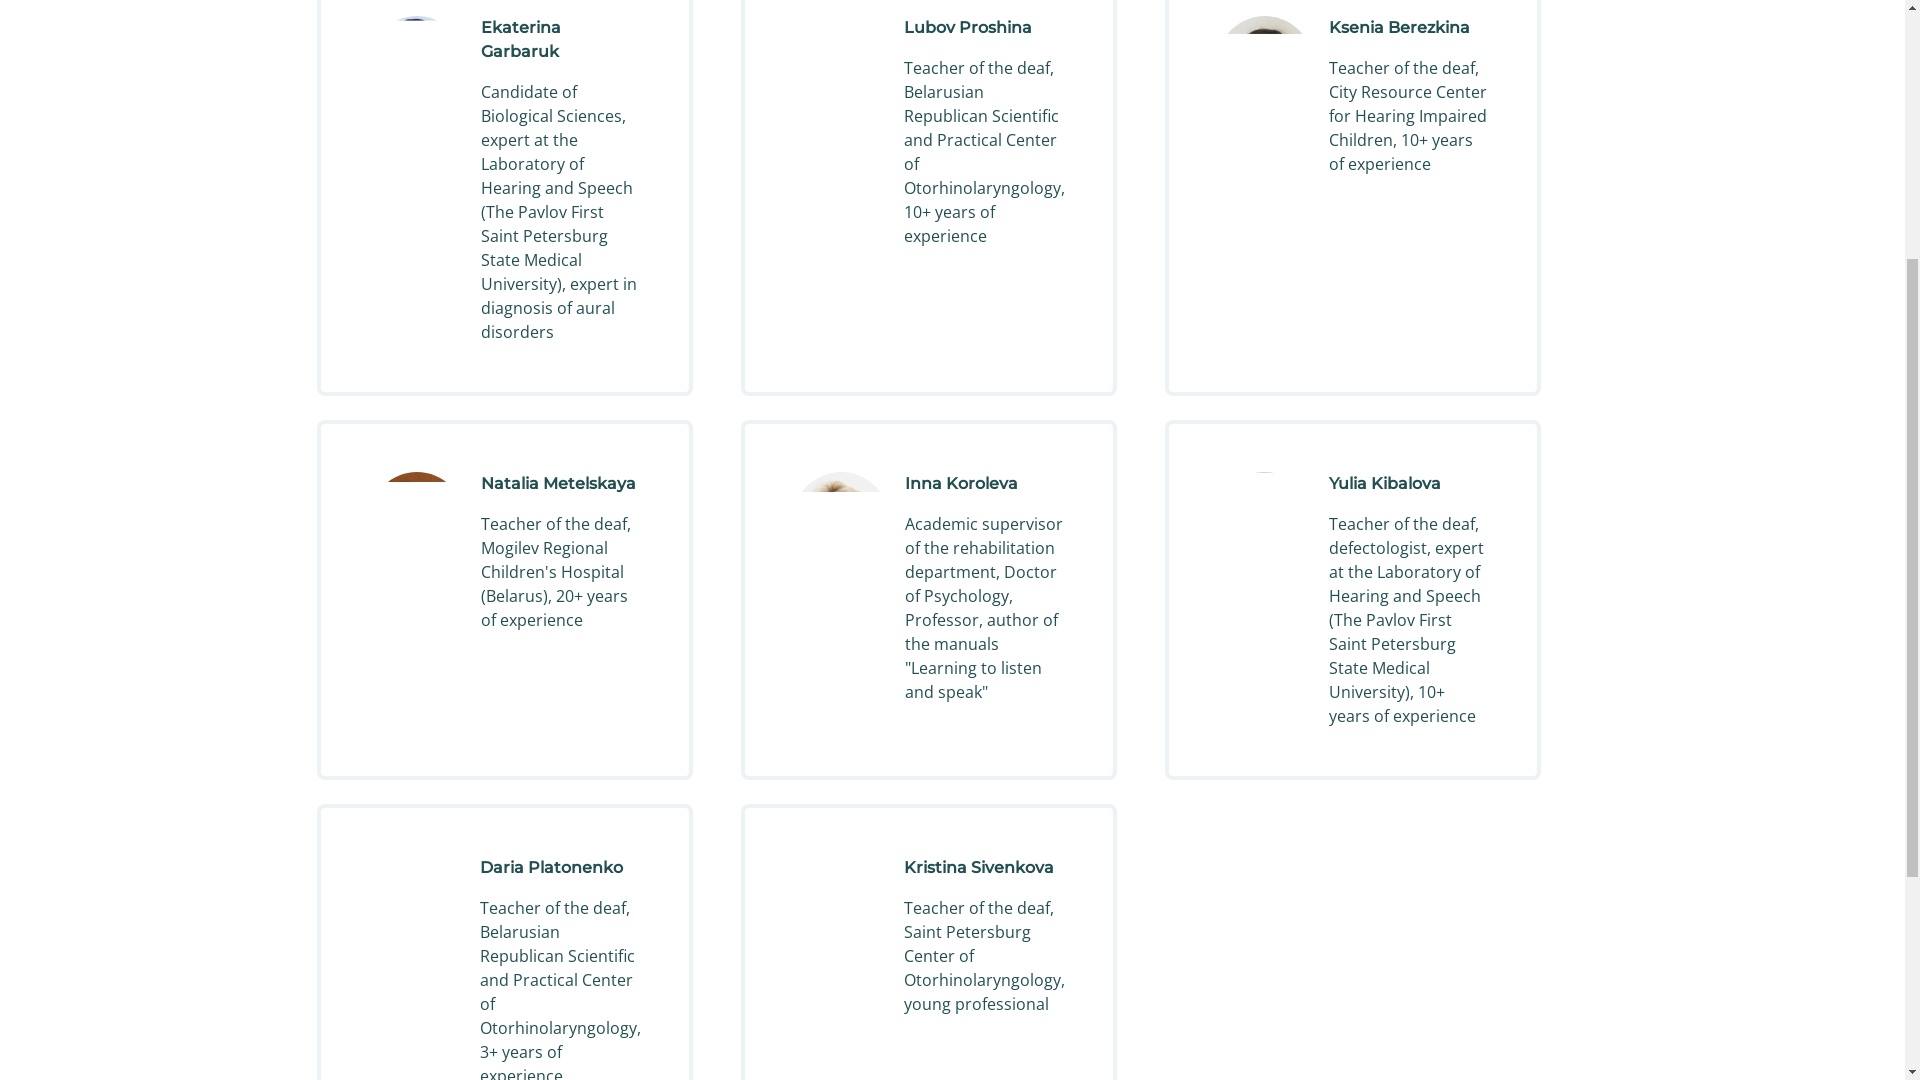 Ekaterina
Garbaruk
Candidate of
Biological Sciences,
expert at the
Laboratory of
Hearing and Speech
(The Pavlov First
Saint Petersburg
State Medical
University), expert in
diagnosis of aural
disorders
Lubov Proshina
Teacher of the deaf,
Belarusian
Republican Scientific
and Practical Center
of
Otorhinolaryngology,
10+ years of
experience
Ksenia Berezkina
Teacher of the deaf,
City Resource Center
for Hearing Impaired
Children, 10+ years
of experience
Natalia Metelskaya
Teacher of the deaf,
Mogilev Regional
Children's Hospital
(Belarus), 20+ years
of experience
Inna Koroleva
Academic supervisor
of the rehabilitation
department, Doctor
of Psychology,
Professor, author of
the manuals
"Learning to listen
and speak"
Yulia Kibalova
Teacher of the deaf,
defectologist, expert
at the Laboratory of
Hearing and Speech
(The Pavlov First
Saint Petersburg
State Medical
University), 10+
years of experience
Daria Platonenko
Teacher of the deaf,
Belarusian
Republican Scientific
and Practical Center
of
Otorhinolaryngology,
3+ years of
experience
Kristina Sivenkova
Teacher of the deaf,
Saint Petersburg
Center of
Otorhinolaryngology,
young professional